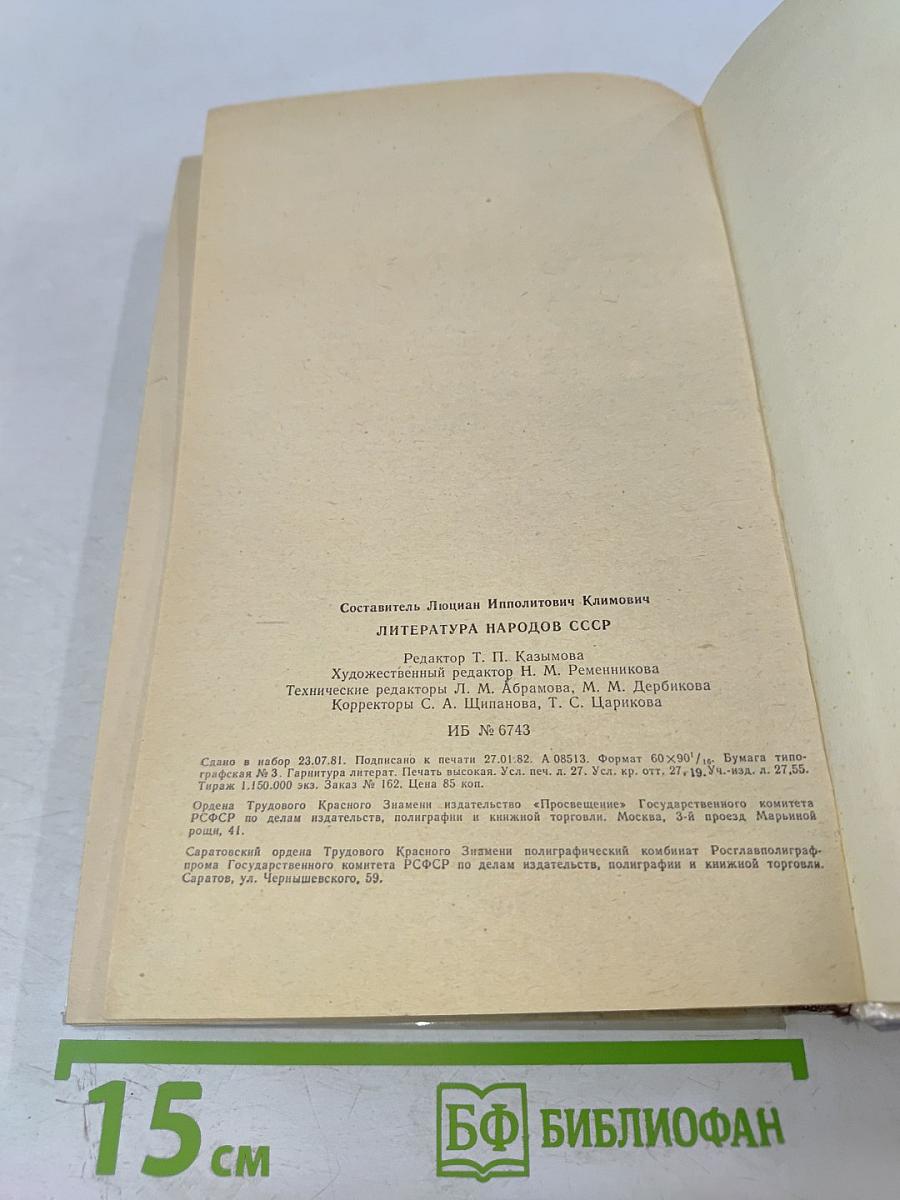 Составитель Люциан Ипполитович Климович
ЛИТЕРАТУРА НАРОДОВ СССР
Редактор Т. П. Казымова
Художественный редактор Н. М. Ременникова
Технические редакторы Л. М. Абрамова, М. М. Дербикова
Корректоры С. А. Щипанова, Т. С. Царикова
ИБ № 6743
Сдано в набор 23.07.81. Подписано к печати 27.01.82. А 08513. Формат 60×90¹/₁₆. Бумага типо-
графская № 3. Гарнитура литерат. Печать высокая. Усл. печ. л. 27. Усл. кр. отт. 27,19. Уч.-изд. л. 27,55.
Тираж 1.150.000 экз. Заказ № 162. Цена 85 коп.
Ордена Трудового Красного Знамени издательство «Просвещение» Государственного комитета
РСФСР по делам издательств, полиграфии и книжной торговли. Москва, 3-й проезд Марьиной
рощи, 41.
Саратовский ордена Трудового Красного Знамени полиграфический комбинат Росглавполиграф-
прома Государственного комитета РСФСР по делам издательств, полиграфии и книжной торговли.
Саратов, ул. Чернышевского, 59.
15 см
БФ БИБЛИОФАН